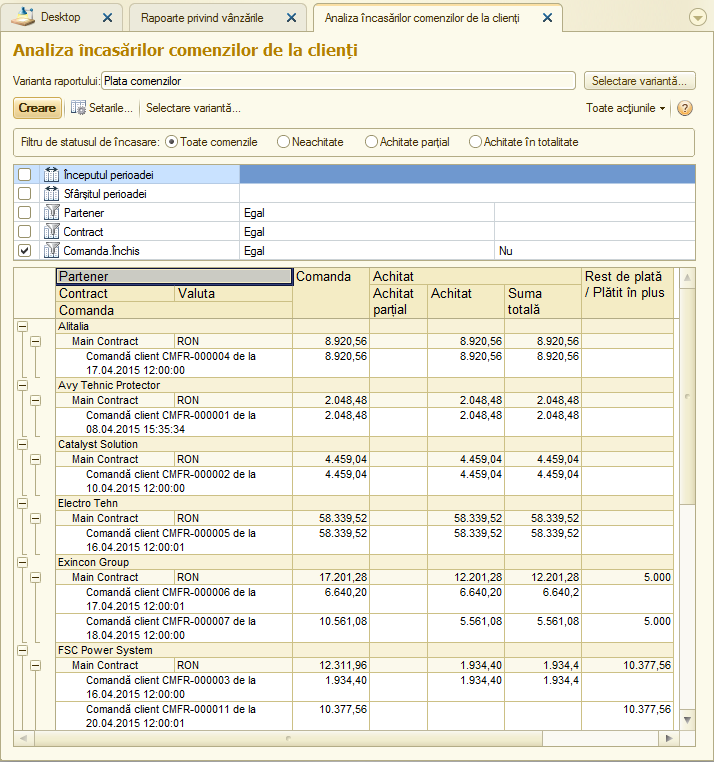 Desktop
Rapoarte privind vânzările
Analiza încasărilor comenzilor de la clienți
Analiza încasărilor comenzilor de la clienți
Varianta raportului: Plata comenzilor Selectare variantă...
Creare Setarile... Selectare variantă... Toate acțiunile ?
Filtru de statusul de încasare: Toate comenzile Neachitate Achitate parțial Achitate în totalitate
Începutul perioadei
Sfârșitul perioadei
Partener Egal
Contract Egal
Comanda.Închis Egal Nu
Partener Comanda Achitat Rest de plată
/ Plătit în plus
Contract Valuta Achitat
parțial Achitat Suma
totală
Comanda
Alitalia
Main Contract RON 8.920,56 8.920,56 8.920,56
Comandă client CMFR-000004 de la 8.920,56 8.920,56 8.920,56
17.04.2015 12:00:00
Avy Tehnic Protector
Main Contract RON 2.048,48 2.048,48 2.048,48
Comandă client CMFR-000001 de la 2.048,48 2.048,48 2.048,48
08.04.2015 15:35:34
Catalyst Solution
Main Contract RON 4.459,04 4.459,04 4.459,04
Comandă client CMFR-000002 de la 4.459,04 4.459,04 4.459,04
10.04.2015 12:00:00
Electro Tehn
Main Contract RON 58.339,52 58.339,52 58.339,52
Comandă client CMFR-000005 de la 58.339,52 58.339,52 58.339,52
16.04.2015 12:00:01
Exincon Group
Main Contract RON 17.201,28 12.201,28 12.201,28 5.000
Comandă client CMFR-000006 de la 6.640,20 6.640,20 6.640,2
17.04.2015 12:00:01
Comandă client CMFR-000007 de la 10.561,08 5.561,08 5.561,08 5.000
18.04.2015 12:00:00
FSC Power System
Main Contract RON 12.311,96 1.934,40 1.934,4 10.377,56
Comandă client CMFR-000003 de la 1.934,40 1.934,40 1.934,4
16.04.2015 12:00:00
Comandă client CMFR-000011 de la 10.377,56 10.377,56
20.04.2015 12:00:01